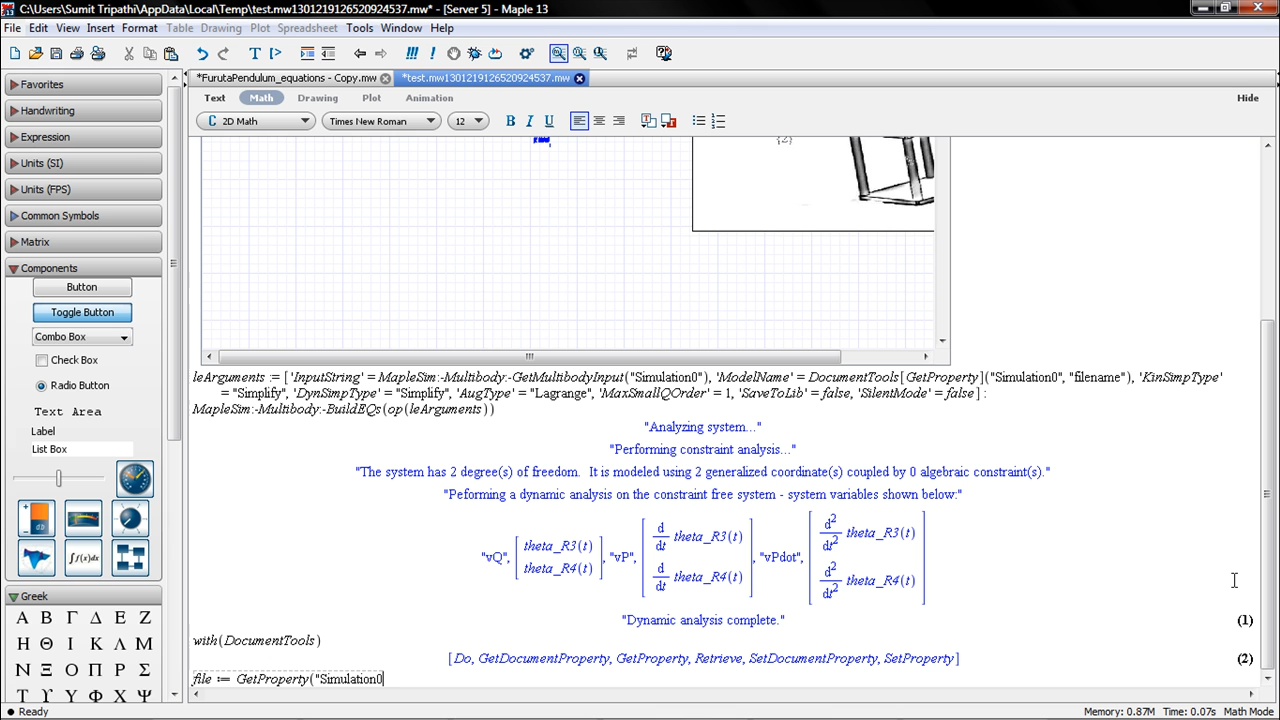 C:\Users\Sumit Tripathi\AppData\Local\Temp\test.mw1301219126520924537.mw* - [Server 5] - Maple 13
File Edit View Insert Format Table Drawing Plot Spreadsheet Tools Window Help
*FurutaPendulum_equations - Copy.mw *test.mw1301219126520924537.mw
Text Math Drawing Plot Animation Hide
C 2D Math Times New Roman 12 B I U
Favorites
Handwriting
Expression
Units (SI)
Units (FPS)
Common Symbols
Matrix
Components
Button
Toggle Button
Combo Box
Check Box
Radio Button
Text Area
Label
List Box
Greek
Α Β Γ Δ Ε Ζ
Η Θ Ι Κ Λ Μ
Ν Ξ Ο Π Ρ Σ
Τ Υ Φ Χ Ψ
{2}
leArguments := ['InputString' = MapleSim:-Multibody:-GetMultibodyInput("Simulation0"), 'ModelName' = DocumentTools[GetProperty]("Simulation0", "filename"), 'KinSimpType'
= "Simplify", 'DynSimpType' = "Simplify", 'AugType' = "Lagrange", 'MaxSmallQOrder' = 1, 'SaveToLib' = false, 'SilentMode' = false] :
MapleSim:-Multibody:-BuildEQs(op(leArguments))
"Analyzing system..."
"Performing constraint analysis..."
"The system has 2 degree(s) of freedom. It is modeled using 2 generalized coordinate(s) coupled by 0 algebraic constraint(s)."
"Peforming a dynamic analysis on the constraint free system - system variables shown below:"
"vQ", [theta_R3(t) theta_R4(t)], "vP", [d/dt theta_R3(t) d/dt theta_R4(t)], "vPdot", [d²/dt² theta_R3(t) d²/dt² theta_R4(t)]
"Dynamic analysis complete." (1)
with(DocumentTools)
[Do, GetDocumentProperty, GetProperty, Retrieve, SetDocumentProperty, SetProperty] (2)
file := GetProperty("Simulation0
Ready Memory: 0.87M Time: 0.07s Math Mode